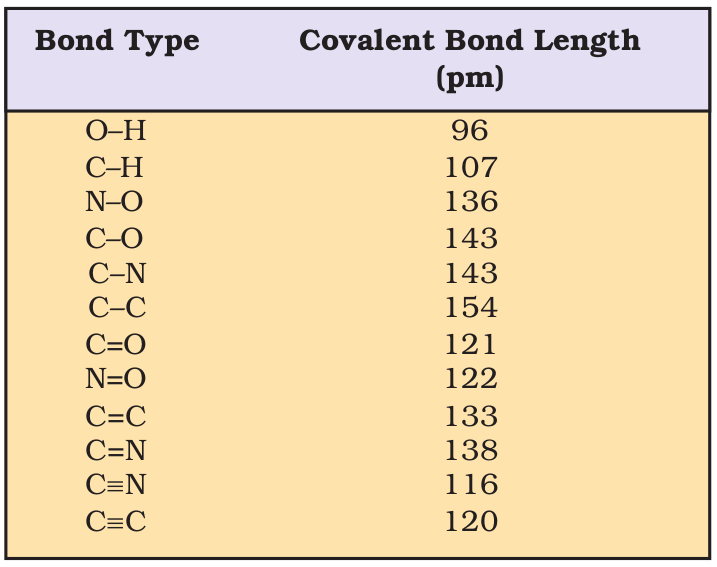 Bond Type Covalent Bond Length
(pm)
O–H 96
C–H 107
N–O 136
C–O 143
C–N 143
C–C 154
C=O 121
N=O 122
C=C 133
C=N 138
C≡N 116
C≡C 120